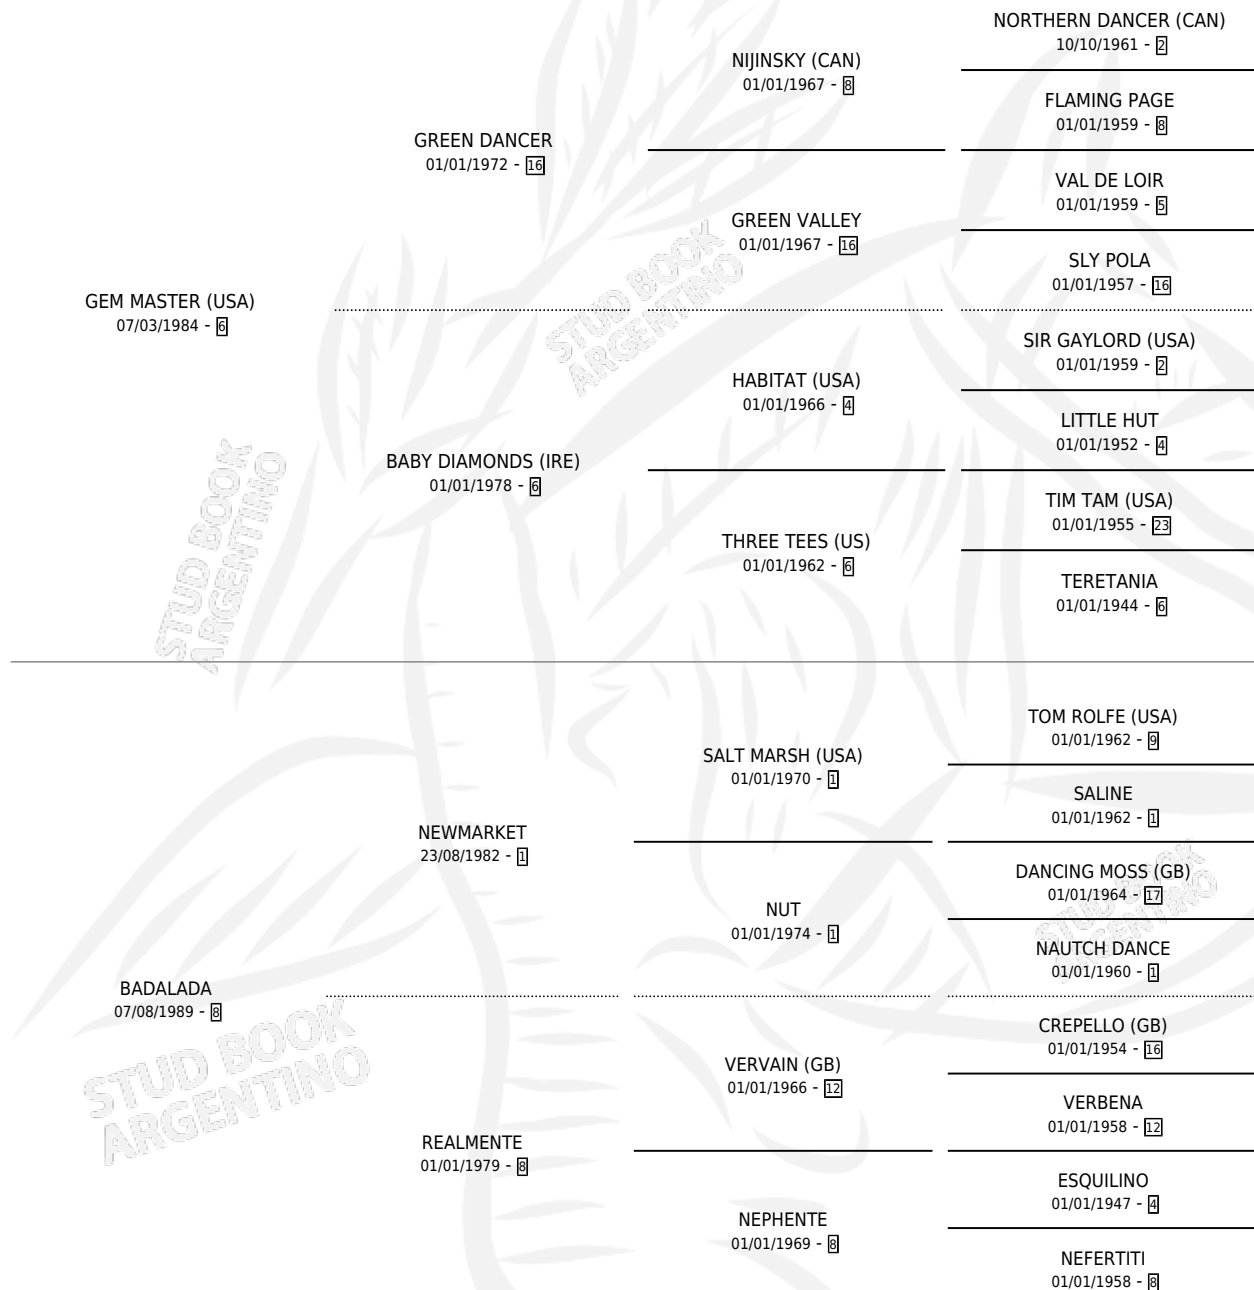 NORTHERN DANCER (CAN)
10/10/1961 - 2
NIJINSKY (CAN)
01/01/1967 - 8
FLAMING PAGE
01/01/1959 - 8
GREEN DANCER
01/01/1972 - 16
VAL DE LOIR
01/01/1959 - 5
GREEN VALLEY
01/01/1967 - 16
SLY POLA
01/01/1957 - 16
GEM MASTER (USA)
07/03/1984 - 6
SIR GAYLORD (USA)
01/01/1959 - 2
HABITAT (USA)
01/01/1966 - 4
LITTLE HUT
01/01/1952 - 4
BABY DIAMONDS (IRE)
01/01/1978 - 6
TIM TAM (USA)
01/01/1955 - 23
THREE TEES (US)
01/01/1962 - 6
TERETANIA
01/01/1944 - 6
TOM ROLFE (USA)
01/01/1962 - 9
SALT MARSH (USA)
01/01/1970 - 1
SALINE
01/01/1962 - 1
NEWMARKET
23/08/1982 - 1
DANCING MOSS (GB)
01/01/1964 - 17
NUT
01/01/1974 - 1
NAUTCH DANCE
01/01/1960 - 1
BADALADA
07/08/1989 - 8
CREPELLO (GB)
01/01/1954 - 16
VERVAIN (GB)
01/01/1966 - 12
VERBENA
01/01/1958 - 12
REALMENTE
01/01/1979 - 8
ESQUILINO
01/01/1947 - 4
NEPHENTE
01/01/1969 - 8
NEFERTITI
01/01/1958 - 8
STUD BOOK
ARGENTINO
STUD BOOK
ARGENTINO
STUD BOOK
ARGENTINO
STUD BOOK
ARGENTINO